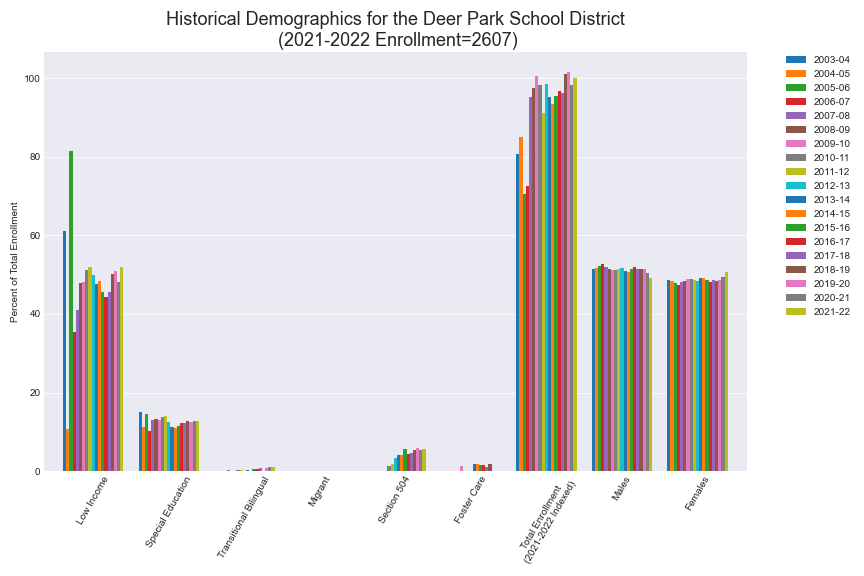 Historical Demographics for the Deer Park School District
(2021-2022 Enrollment=2607)
Percent of Total Enrollment
100
80
60
40
20
0
Low Income
Special Education
Transitional Bilingual
Migrant
Section 504
Foster Care
Total Enrollment
(2021-2022 Indexed)
Males
Females
2003-04
2004-05
2005-06
2006-07
2007-08
2008-09
2009-10
2010-11
2011-12
2012-13
2013-14
2014-15
2015-16
2016-17
2017-18
2018-19
2019-20
2020-21
2021-22